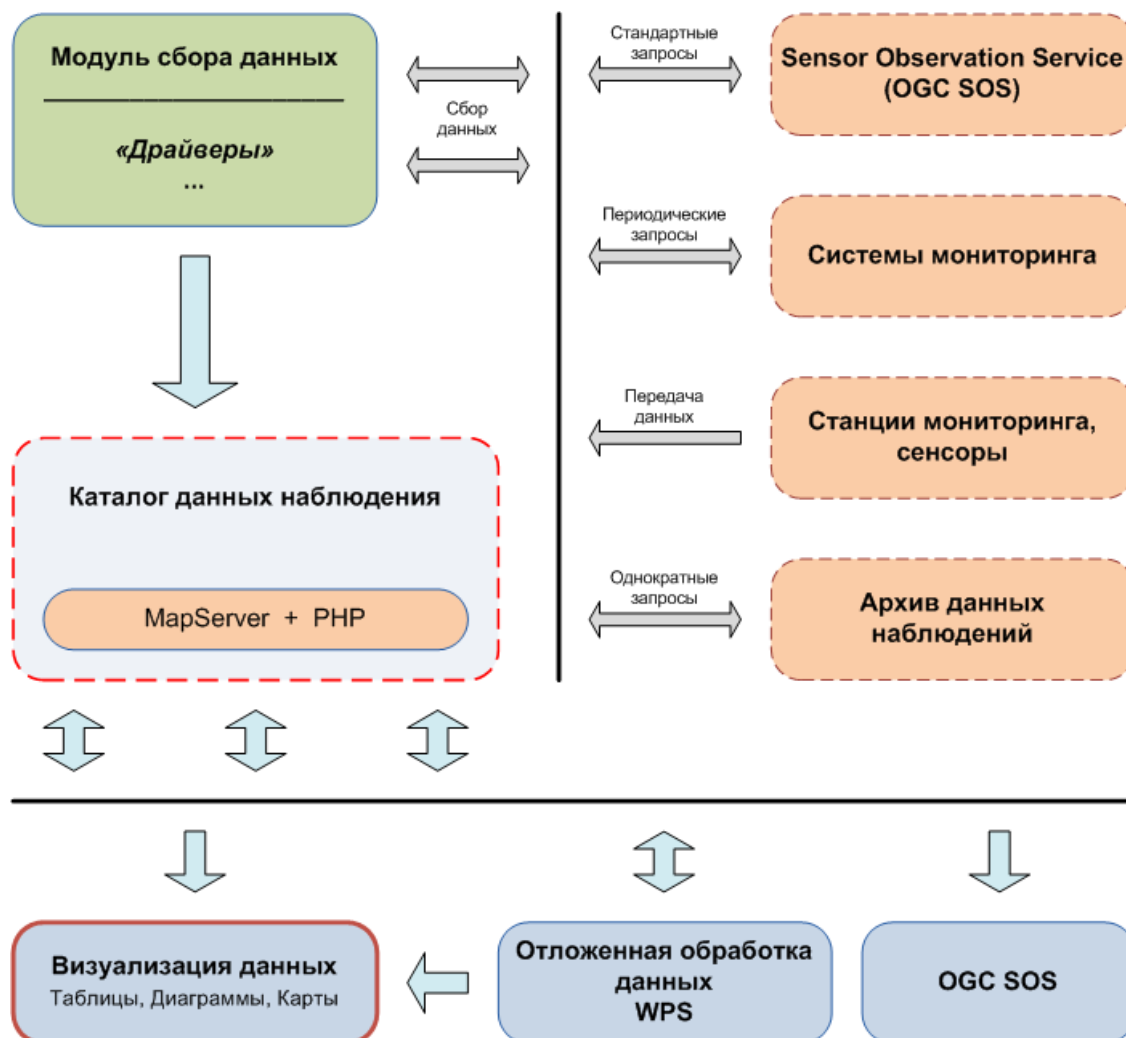 Модуль сбора данных
«Драйверы»
...
Сбор
данных
Стандартные
запросы
Sensor Observation Service
(OGC SOS)
Периодические
запросы
Системы мониторинга
Передача
данных
Станции мониторинга,
сенсоры
Каталог данных наблюдения
MapServer + PHP
Однократные
запросы
Архив данных
наблюдений
Визуализация данных
Таблицы, Диаграммы, Карты
Отложенная обработка
данных
WPS
OGC SOS